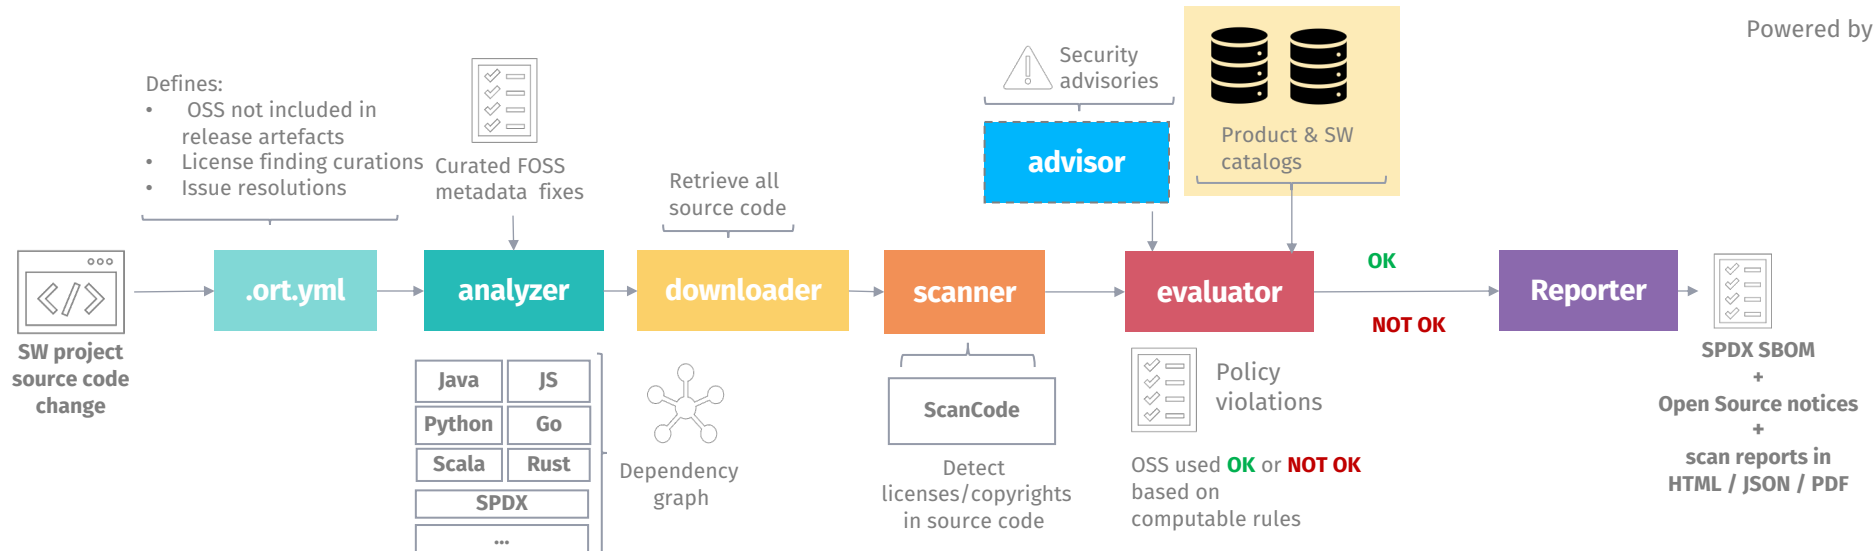 Powered by
Defines:
• OSS not included in
release artefacts
• License finding curations
• Issue resolutions
Curated FOSS
metadata fixes
Retrieve all
source code
Security
advisories
advisor
Product & SW
catalogs
</>
SW project
source code
change
.ort.yml
analyzer
downloader
scanner
evaluator
OK
NOT OK
Reporter
Java
JS
Python
Go
Scala
Rust
SPDX
...
Dependency
graph
ScanCode
Detect
licenses/copyrights
in source code
Policy
violations
OSS used OK or NOT OK
based on
computable rules
SPDX SBOM
+
Open Source notices
+
scan reports in
HTML / JSON / PDF